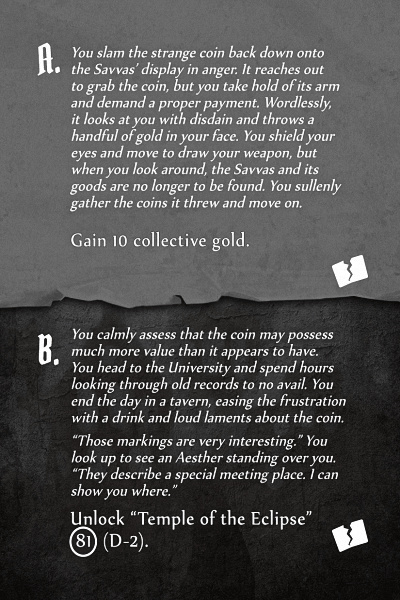 A.
You slam the strange coin back down onto
the Savvas’ display in anger. It reaches out
to grab the coin, but you take hold of its arm
and demand a proper payment. Wordlessly,
it looks at you with disdain and throws a
handful of gold in your face. You shield your
eyes and move to draw your weapon, but
when you look around, the Savvas and its
goods are no longer to be found. You sullenly
gather the coins it threw and move on.
Gain 10 collective gold.
B.
You calmly assess that the coin may possess
much more value than it appears to have.
You head to the University and spend hours
looking through old records to no avail. You
end the day in a tavern, easing the frustration
with a drink and loud laments about the coin.
“Those markings are very interesting.” You
look up to see an Aesther standing over you.
“They describe a special meeting place. I can
show you where.”
Unlock “Temple of the Eclipse”
81 (D-2).